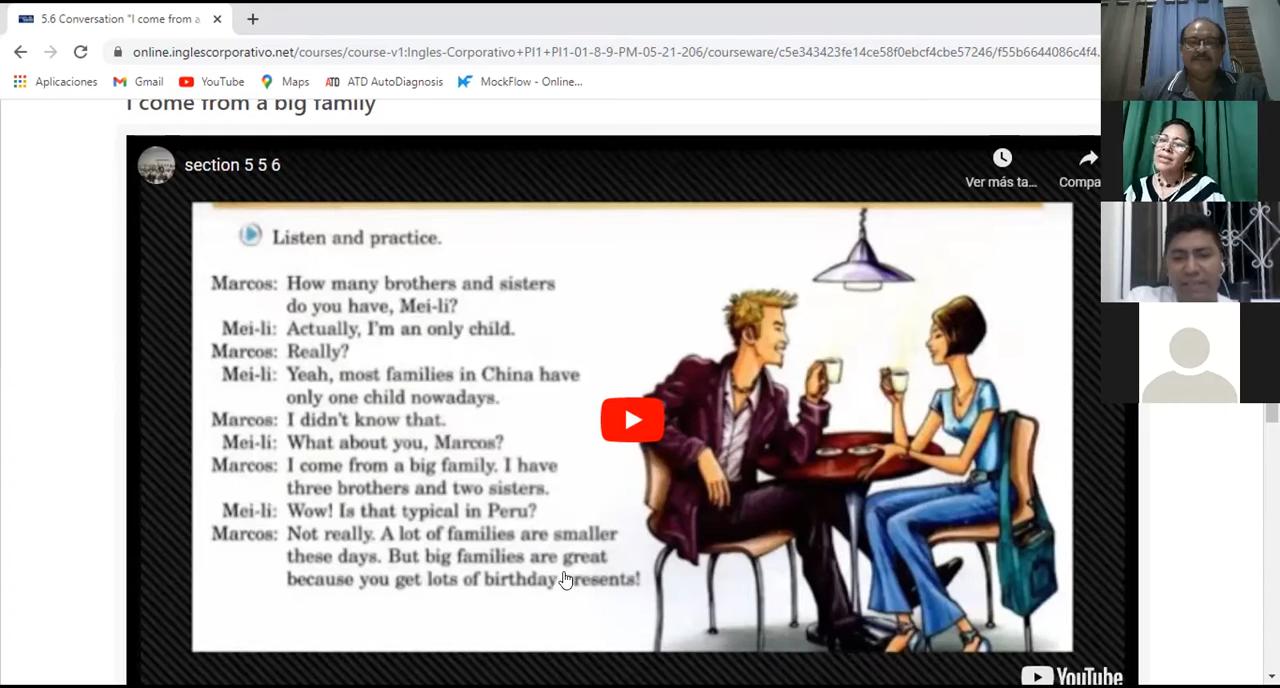 5.6 Conversation "I come from a
online.inglescorporativo.net/courses/course-v1:Ingles-Corporativo+PI1+PI1-01-8-9-PM-05-21-206/courseware/c5e343423fe14ce58f0ebcf4cbe57246/f55b6644086c4f4.
Aplicaciones Gmail YouTube Maps ATD ATD AutoDiagnosis MockFlow - Online...
I come from a big family
section 5 5 6
Ver más ta... Compa
Listen and practice.
Marcos: How many brothers and sisters
do you have, Mei-li?
Mei-li: Actually, I'm an only child.
Marcos: Really?
Mei-li: Yeah, most families in China have
only one child nowadays.
Marcos: I didn't know that.
Mei-li: What about you, Marcos?
Marcos: I come from a big family. I have
three brothers and two sisters.
Mei-li: Wow! Is that typical in Peru?
Marcos: Not really. A lot of families are smaller
these days. But big families are great
because you get lots of birthday presents!
YouTube